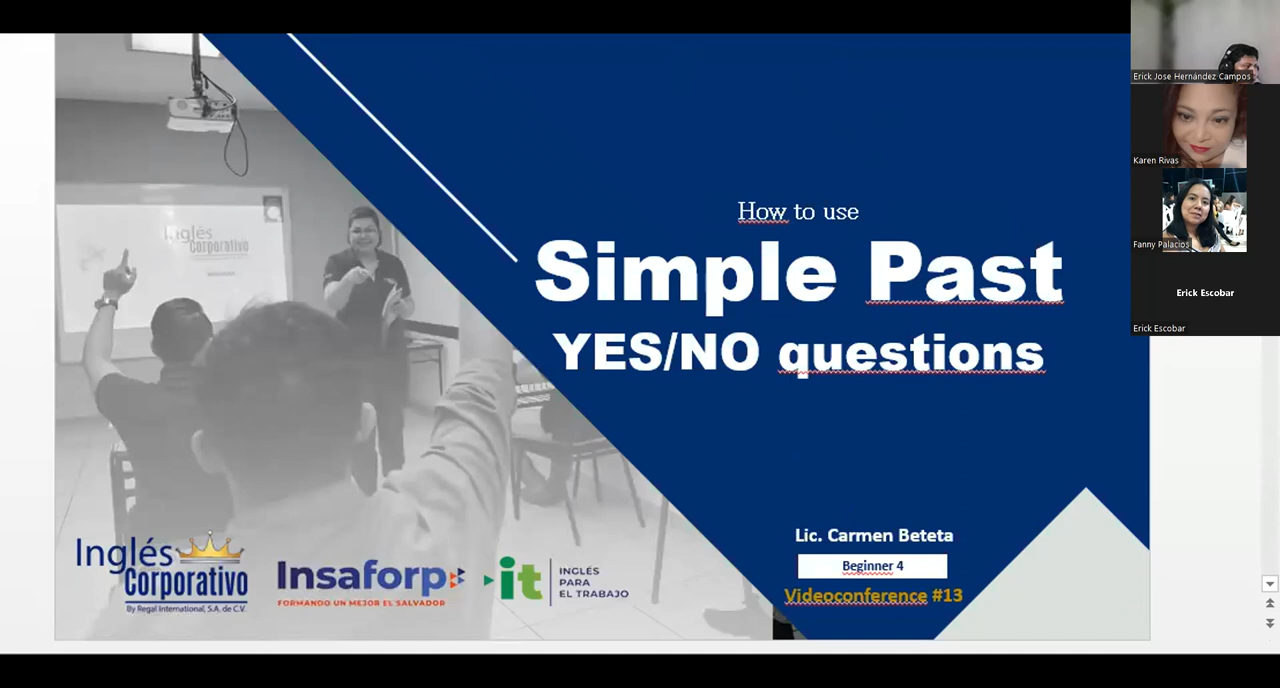 How to use
Simple Past
YES/NO questions
Lic. Carmen Beteta
Beginner 4
Videoconference #13
Inglés
Corporativo
By Regal International, S.A. de C.V.
Insaforp
FORMANDO UN MEJOR EL SALVADOR
it
INGLÉS
PARA
EL TRABAJO
Inglés
Corporativo
Erick Jose Hernández Campos
Karen Rivas
Fanny Palacios
Erick Escobar
Erick Escobar